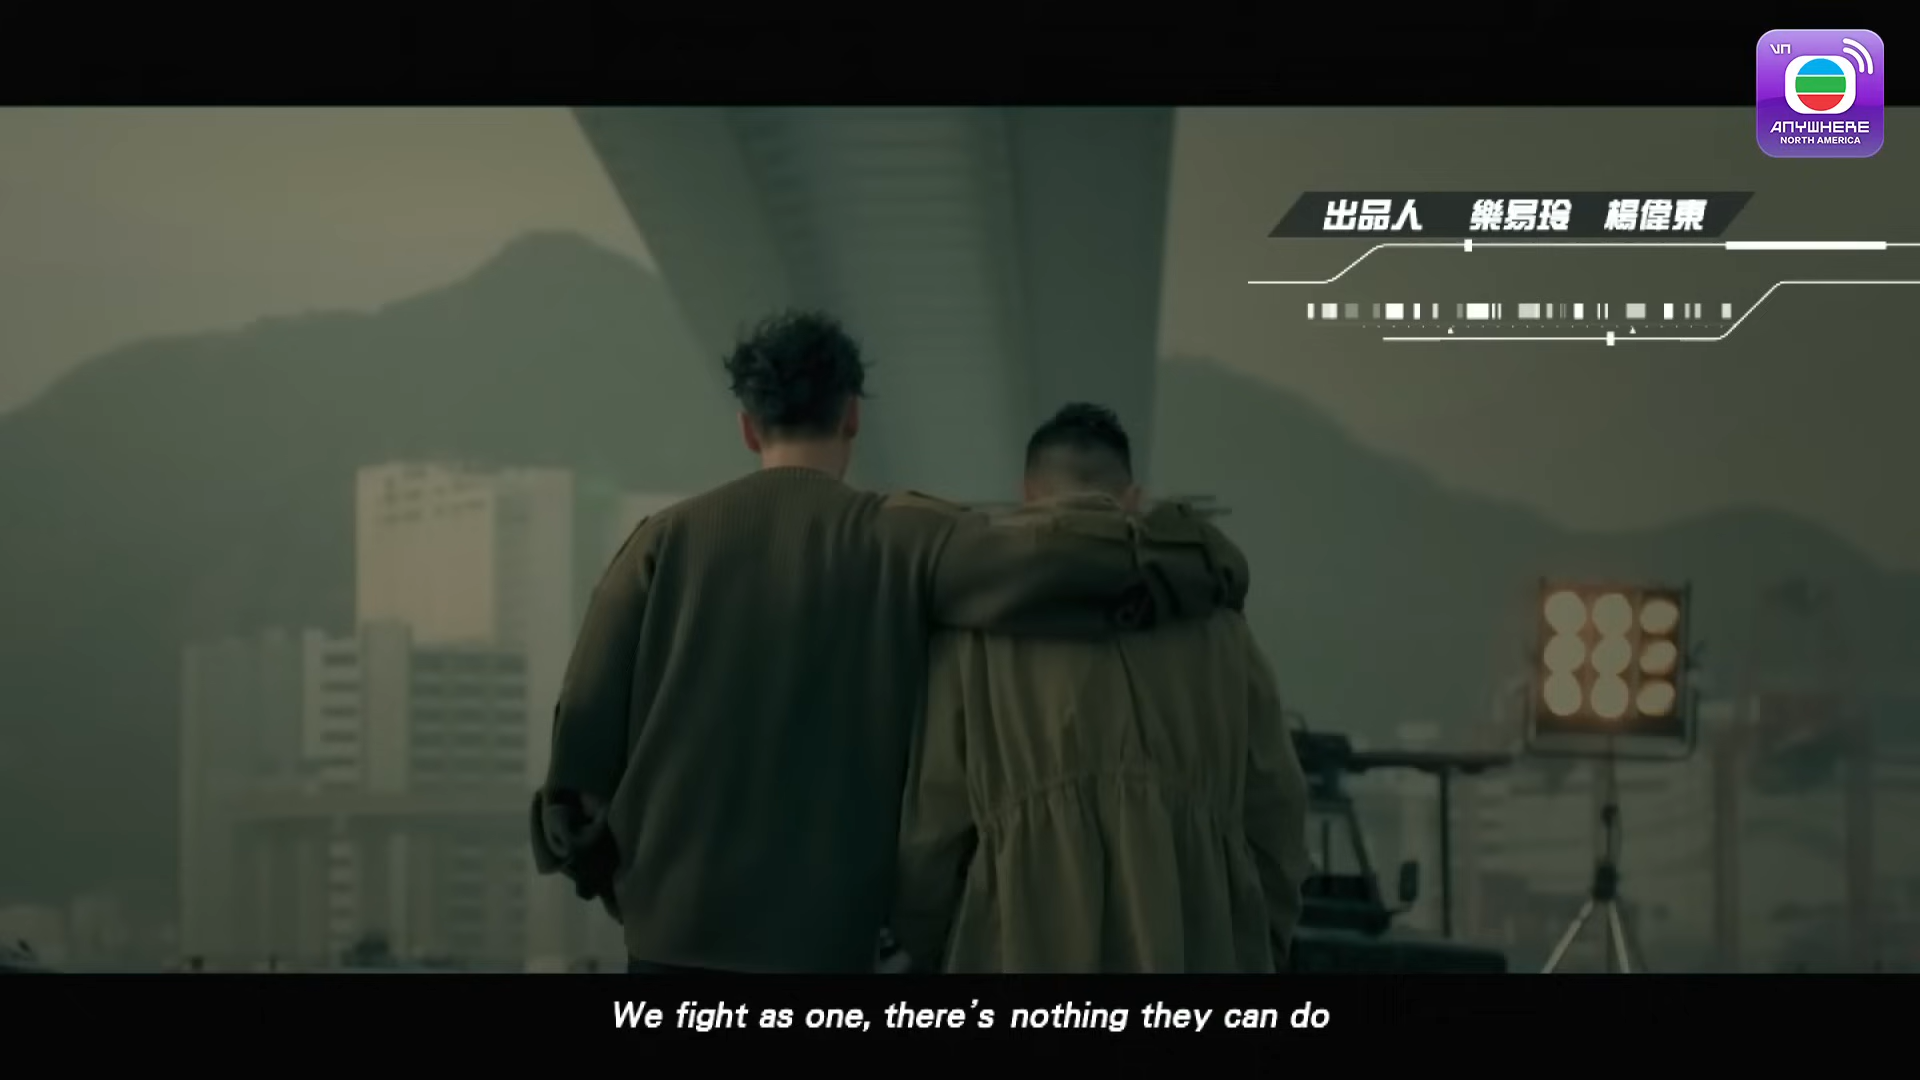 VN
ANYWHERE
NORTH AMERICA
出品人 樂易玲 楊偉東
We fight as one, there's nothing they can do